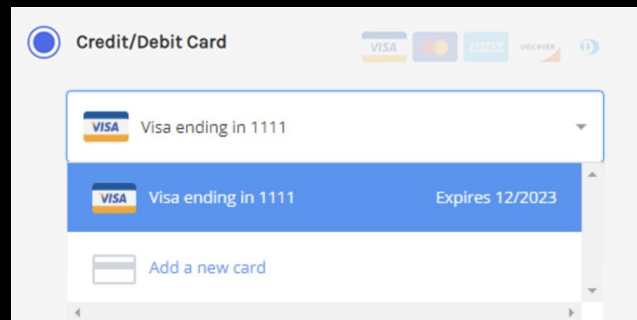 Credit/Debit Card VISA AMEX DISCOVER
VISA Visa ending in 1111
VISA Visa ending in 1111 Expires 12/2023
Add a new card